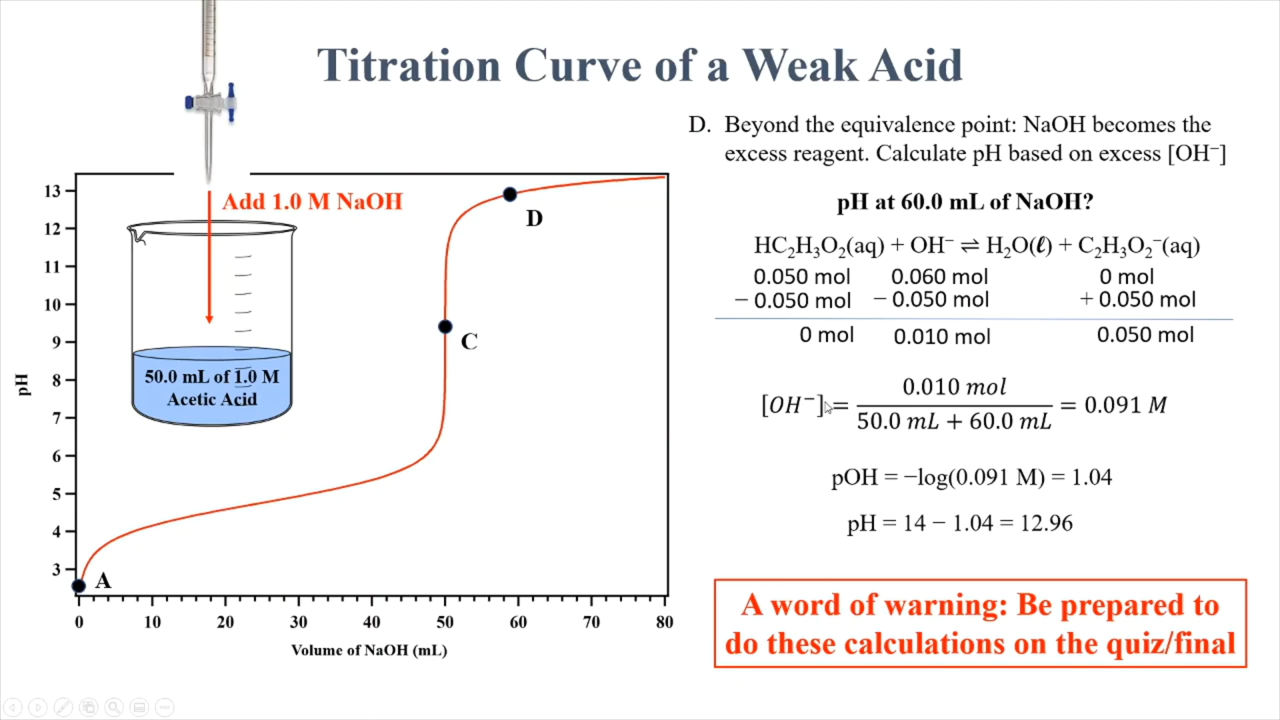 Titration Curve of a Weak Acid
D. Beyond the equivalence point: NaOH becomes the
excess reagent. Calculate pH based on excess [OH⁻]
pH at 60.0 mL of NaOH?
HC₂H₃O₂(aq) + OH⁻ ⇌ H₂O(ℓ) + C₂H₃O₂⁻(aq)
0.050 mol 0.060 mol 0 mol
− 0.050 mol − 0.050 mol + 0.050 mol
0 mol 0.010 mol 0.050 mol
[OH⁻] = 0.010 mol / 50.0 mL + 60.0 mL = 0.091 M
pOH = −log(0.091 M) = 1.04
pH = 14 − 1.04 = 12.96
A word of warning: Be prepared to
do these calculations on the quiz/final
Add 1.0 M NaOH
50.0 mL of 1.0 M
Acetic Acid
pH
13
12
11
10
9
8
7
6
5
4
3
A
C
D
0 10 20 30 40 50 60 70 80
Volume of NaOH (mL)